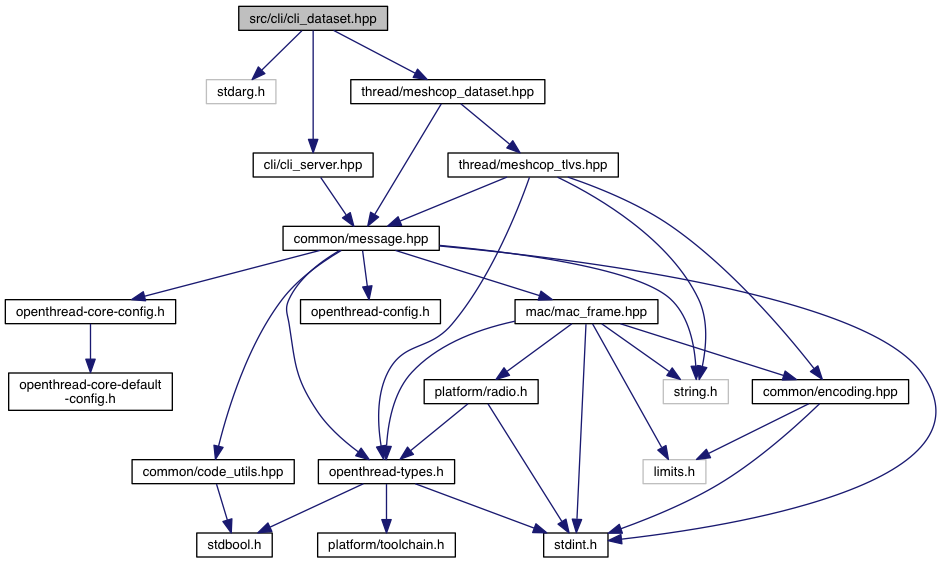 src/cli/cli_dataset.hpp
stdarg.h
thread/meshcop_dataset.hpp
cli/cli_server.hpp
thread/meshcop_tlvs.hpp
common/message.hpp
openthread-core-config.h
openthread-config.h
mac/mac_frame.hpp
openthread-core-default
-config.h
platform/radio.h
string.h
common/encoding.hpp
common/code_utils.hpp
openthread-types.h
limits.h
stdbool.h
platform/toolchain.h
stdint.h